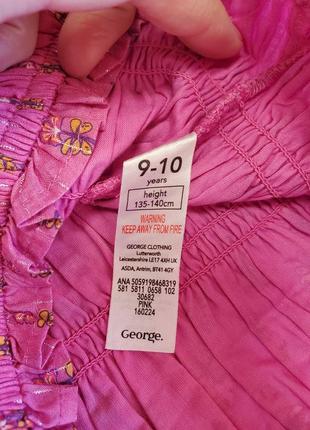 9-10
years
height
135-140cm
WARNING
KEEP AWAY FROM FIRE
GEORGE CLOTHING
Lutterworth
Leicestershire LE17 4XH UK
ASDA, Antrim, BT41 4GY
ANA 5059198468319
581 5811 0658 102
30682
PINK
160224
George.